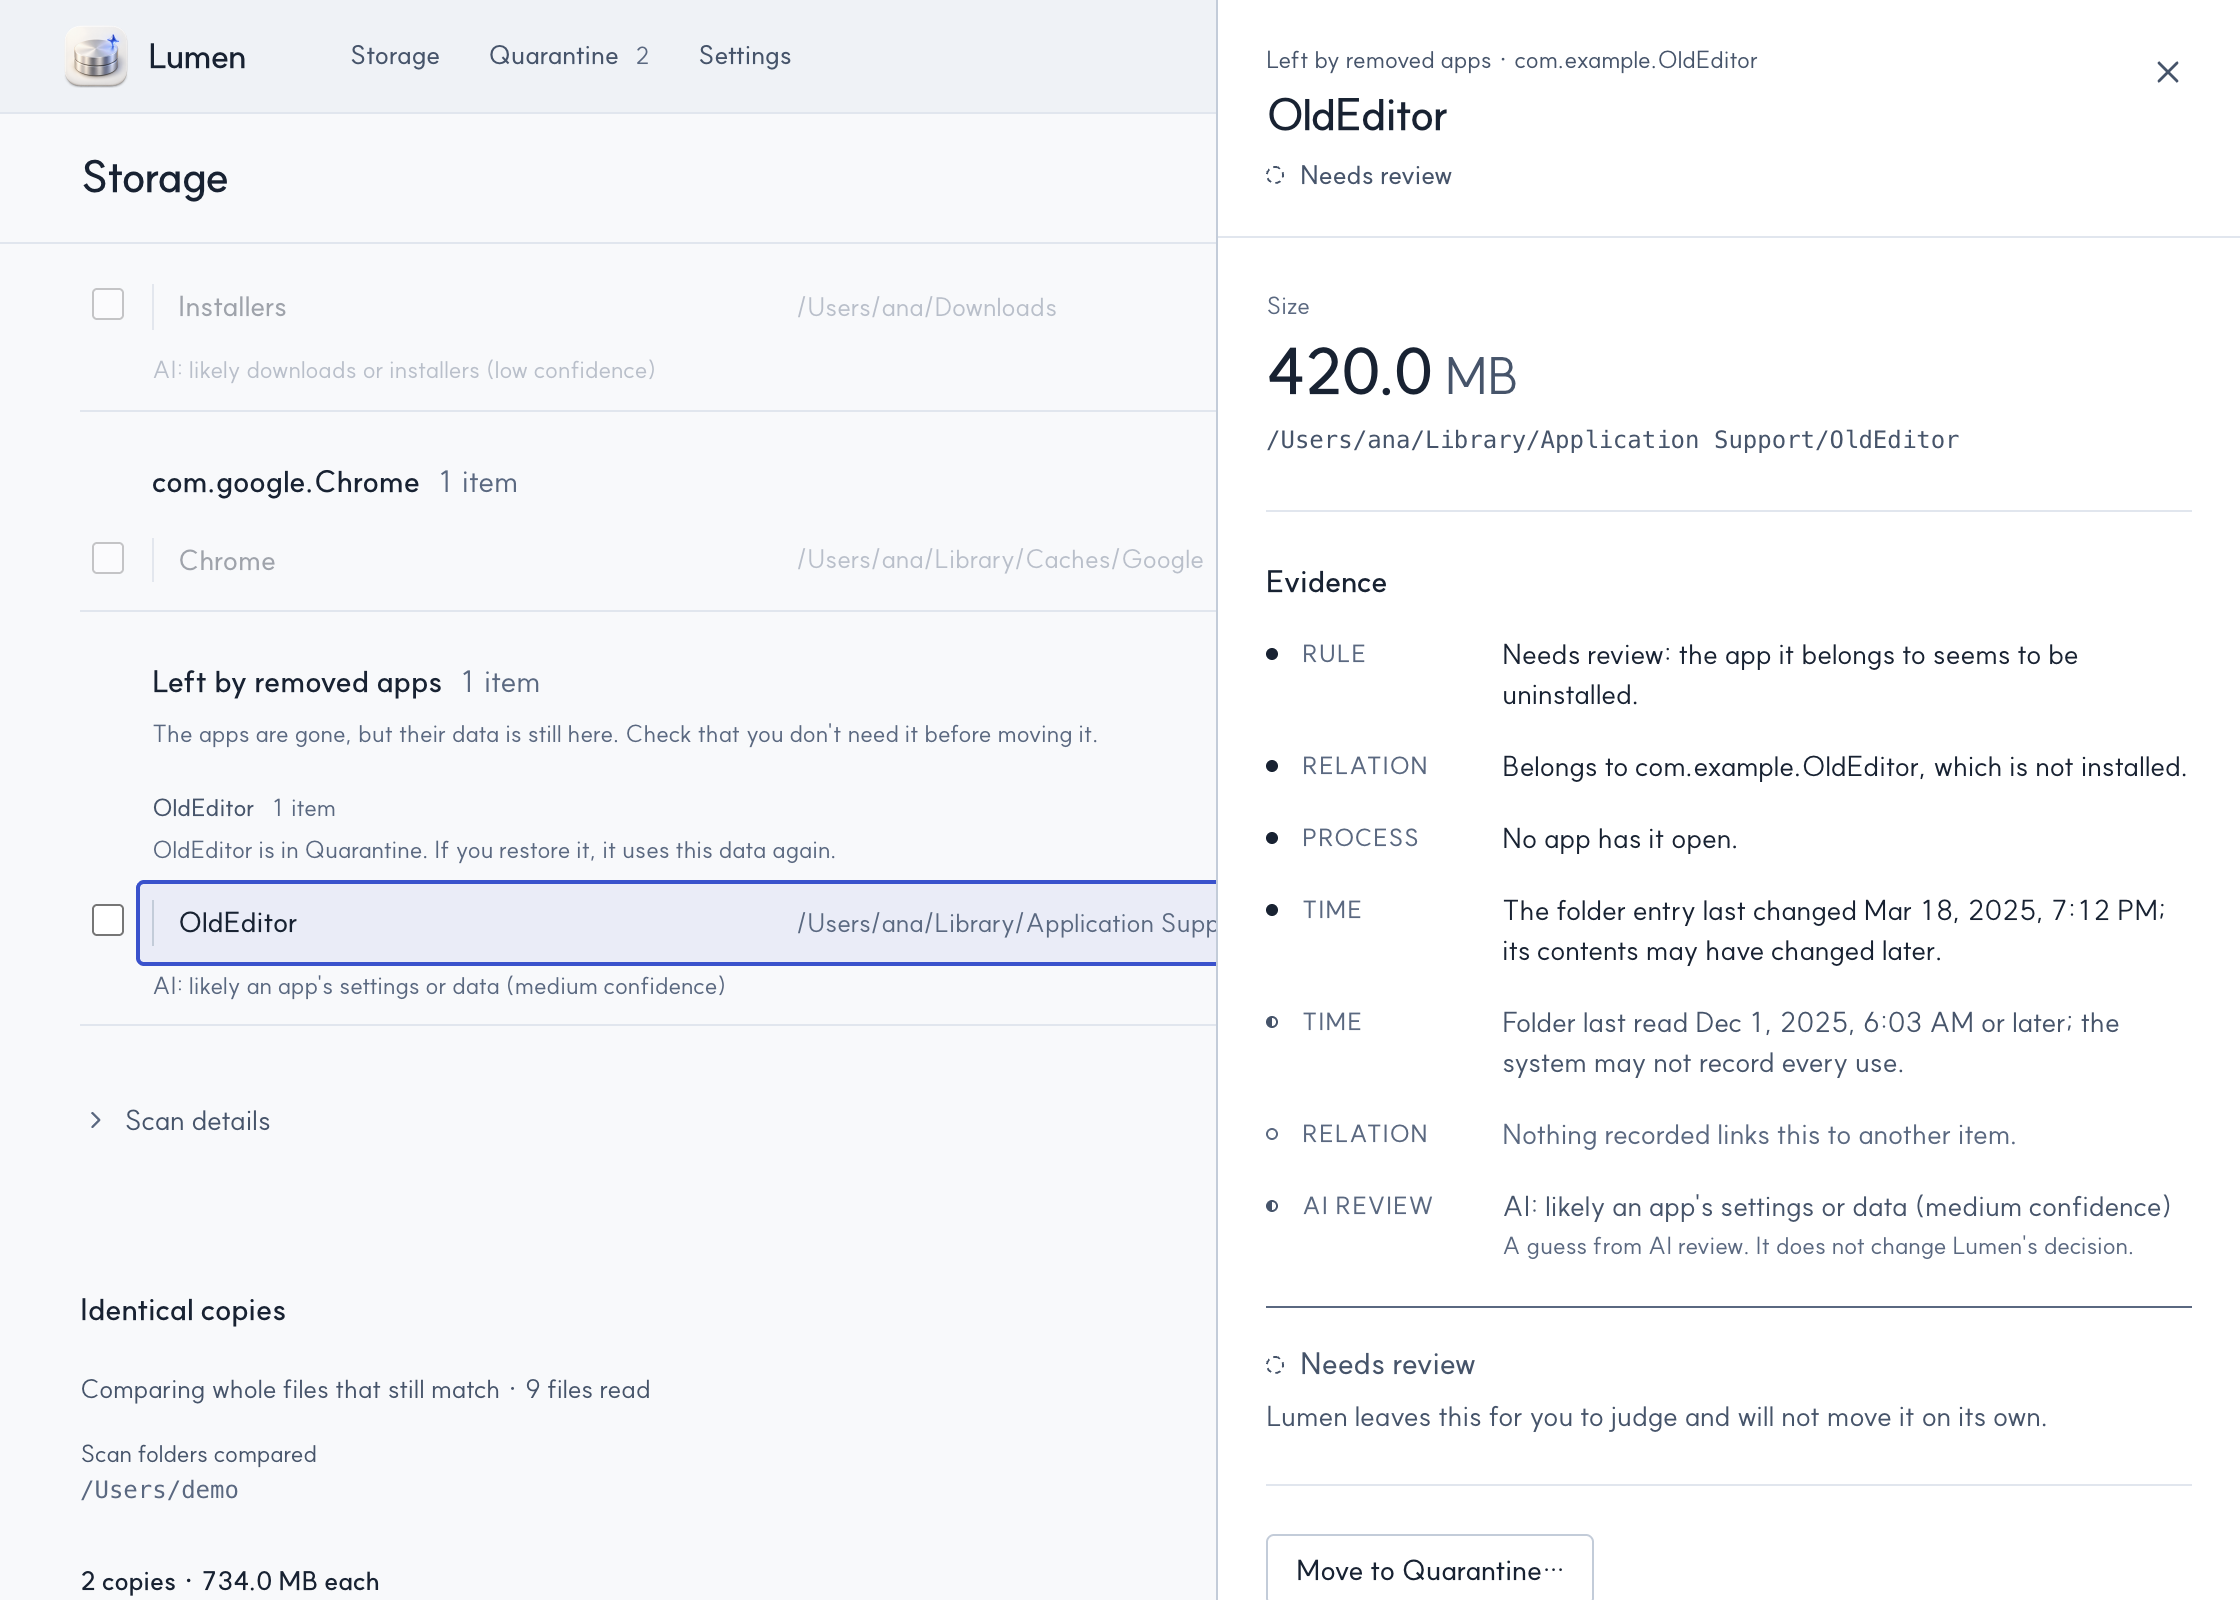 Lumen
Storage
Quarantine 2
Settings
Storage
Installers
/Users/ana/Downloads
AI: likely downloads or installers (low confidence)
com.google.Chrome 1 item
Chrome
/Users/ana/Library/Caches/Google
Left by removed apps 1 item
The apps are gone, but their data is still here. Check that you don't need it before moving it.
OldEditor 1 item
OldEditor is in Quarantine. If you restore it, it uses this data again.
OldEditor
/Users/ana/Library/Application Supp
AI: likely an app's settings or data (medium confidence)
Scan details
Identical copies
Comparing whole files that still match · 9 files read
Scan folders compared
/Users/demo
2 copies · 734.0 MB each
Left by removed apps · com.example.OldEditor
OldEditor
Needs review
Size
420.0 MB
/Users/ana/Library/Application Support/OldEditor
Evidence
RULE
Needs review: the app it belongs to seems to be
uninstalled.
RELATION
Belongs to com.example.OldEditor, which is not installed.
PROCESS
No app has it open.
TIME
The folder entry last changed Mar 18, 2025, 7:12 PM;
its contents may have changed later.
TIME
Folder last read Dec 1, 2025, 6:03 AM or later; the
system may not record every use.
RELATION
Nothing recorded links this to another item.
AI REVIEW
AI: likely an app's settings or data (medium confidence)
A guess from AI review. It does not change Lumen's decision.
Needs review
Lumen leaves this for you to judge and will not move it on its own.
Move to Quarantine…